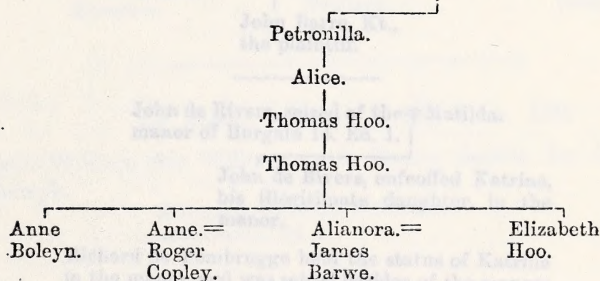 Petronilla.
Alice.
Thomas Hoo.
Thomas Hoo.
Anne Anne.= Alianora.= Elizabeth
Boleyn. Roger James Hoo.
Copley. Barwe.